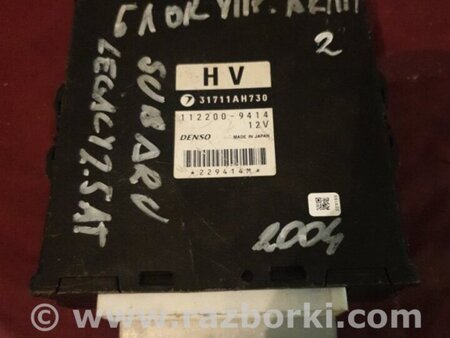 БЛОК УПР. АКПП
2
SUBARU
LEGACY 2.5 AT
HV
31711AH730
112200-9414
12V
DENSO MADE IN JAPAN
*229414M*
2004
© www.razborki.com